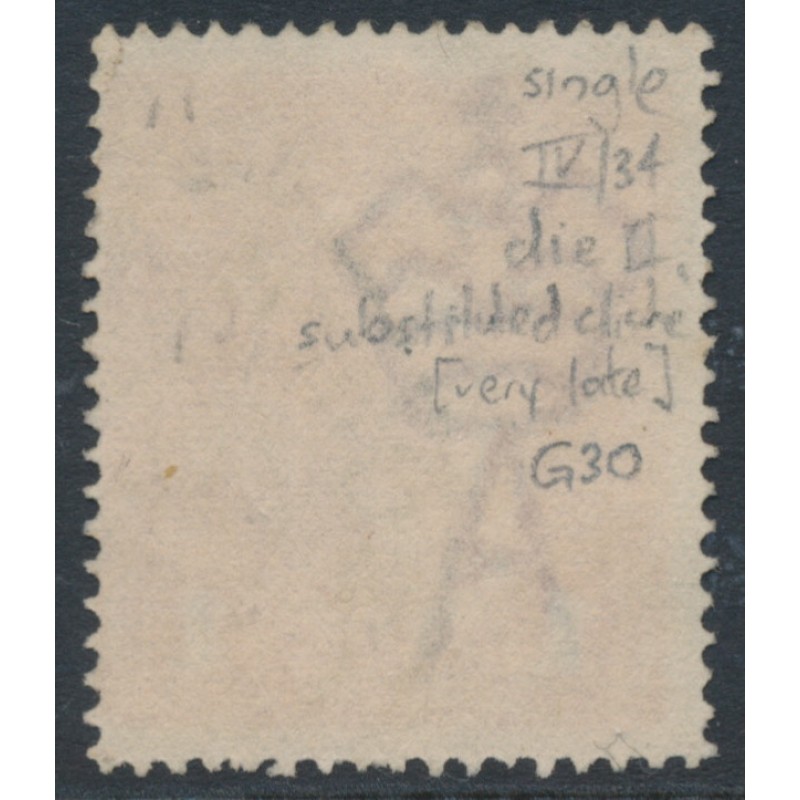 single
IV/34
die II
substituted cliche
[very late]
G30